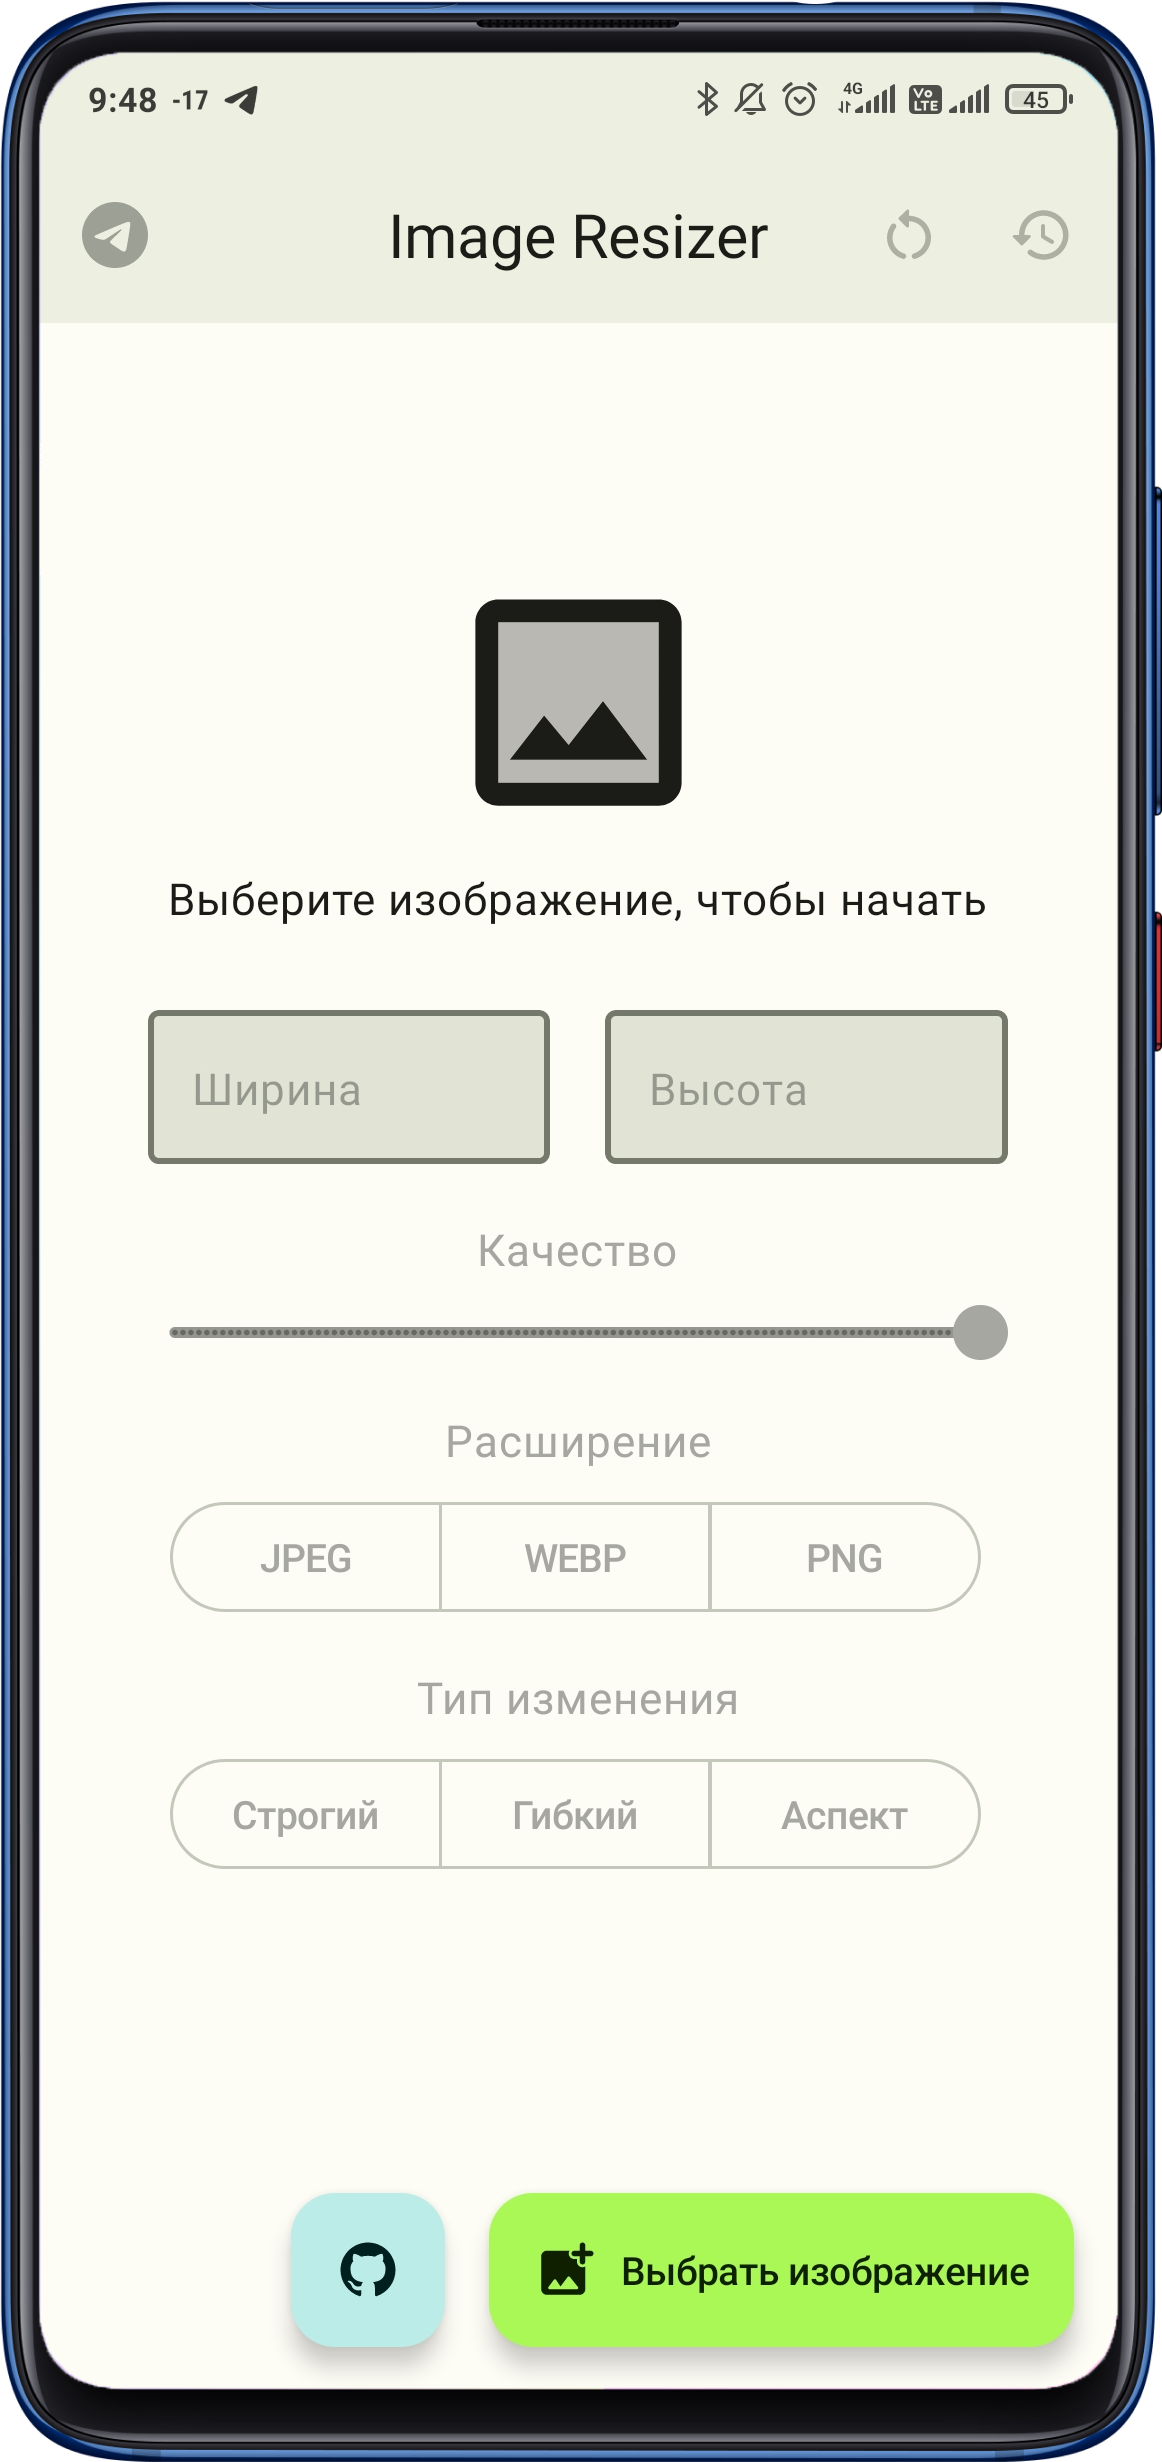 9:48 -17 4G Vo LTE 45
Image Resizer
Выберите изображение, чтобы начать
Ширина Высота
Качество
Расширение
JPEG WEBP PNG
Тип изменения
Строгий Гибкий Аспект
Выбрать изображение